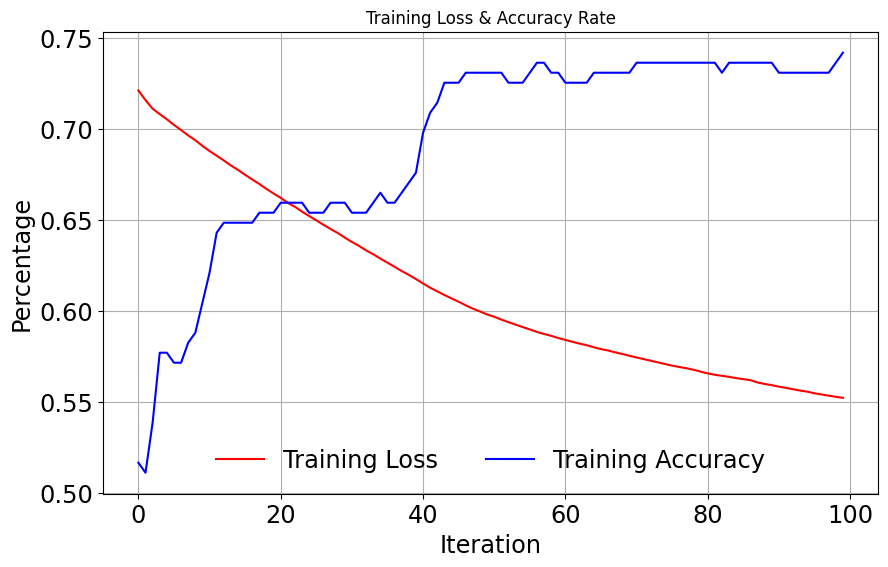 Training Loss & Accuracy Rate
0.75
0.70
0.65
0.60
0.55
0.50
Percentage
Training Loss Training Accuracy
0 20 40 60 80 100
Iteration